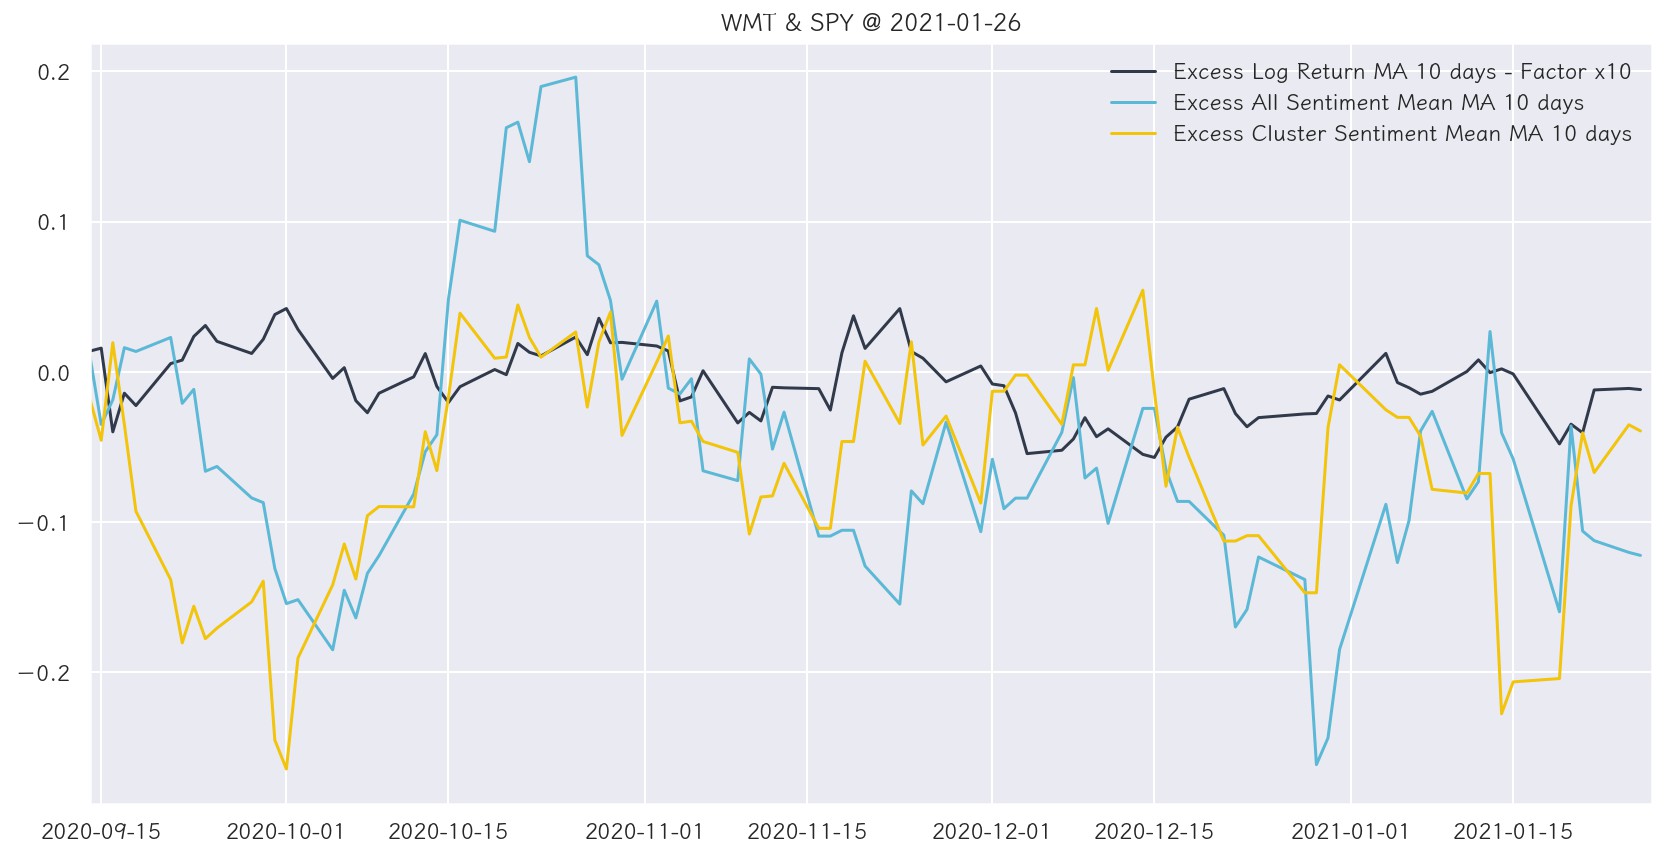 WMT & SPY @ 2021-01-26
Excess Log Return MA 10 days - Factor x10
Excess All Sentiment Mean MA 10 days
Excess Cluster Sentiment Mean MA 10 days
0.2
0.1
0.0
−0.1
−0.2
2020-09-15 2020-10-01 2020-10-15 2020-11-01 2020-11-15 2020-12-01 2020-12-15 2021-01-01 2021-01-15